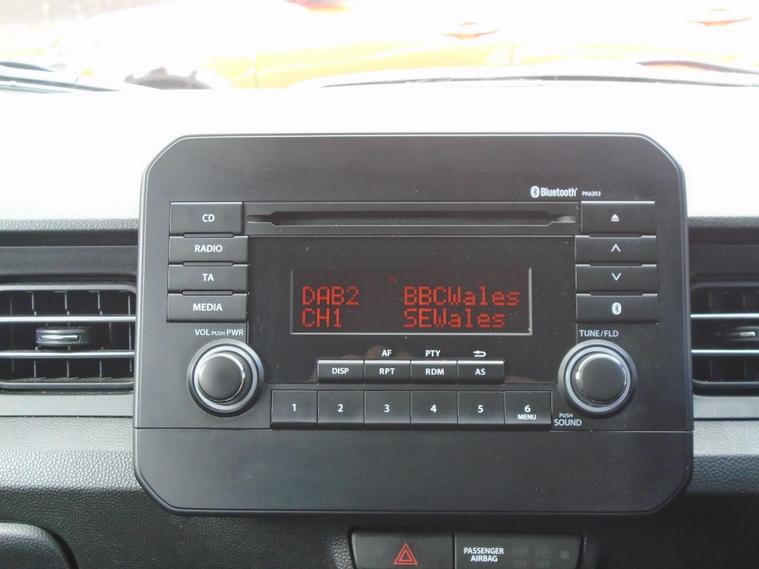 Bluetooth PA62R3
CD
RADIO
TA
MEDIA
TA
DAB2 BBCWales
CH1 SEWales
VOL PUSH PWR
TUNE/FLD
AF PTY
DISP RPT RDM AS
1 2 3 4 5 6
MENU
PUSH
SOUND
PASSENGER
AIRBAG